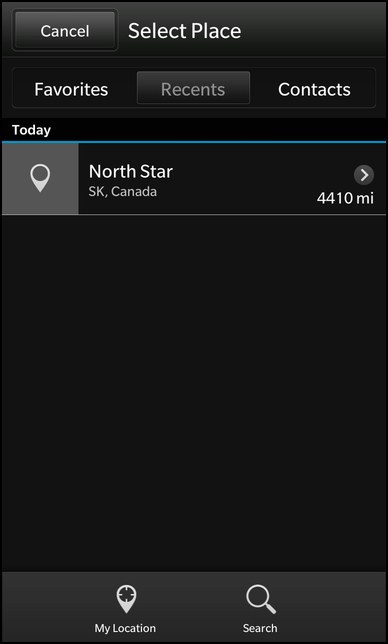 Cancel Select Place
Favorites Recents Contacts
Today
North Star
SK, Canada
4410 mi
My Location Search